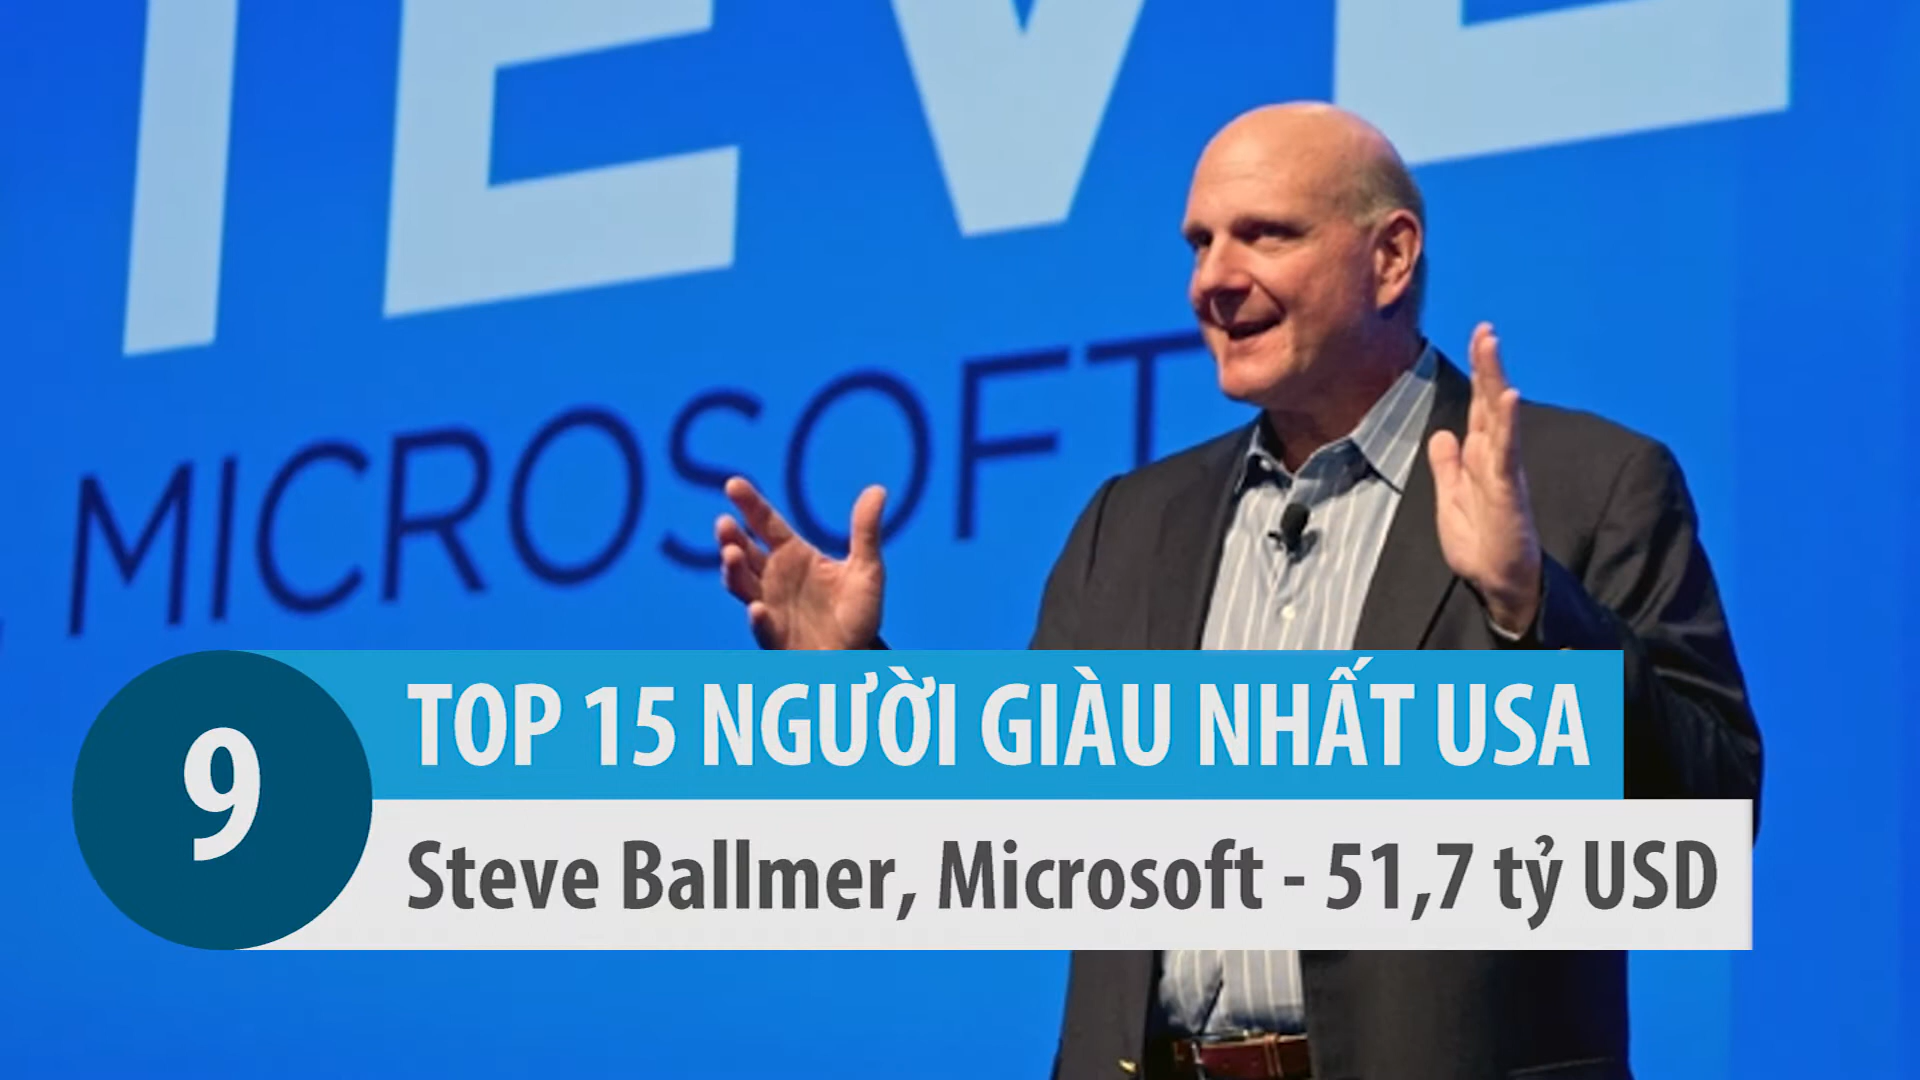 TEVE
, MICROSOFT
9
TOP 15 NGƯỜI GIÀU NHẤT USA
Steve Ballmer, Microsoft - 51,7 tỷ USD